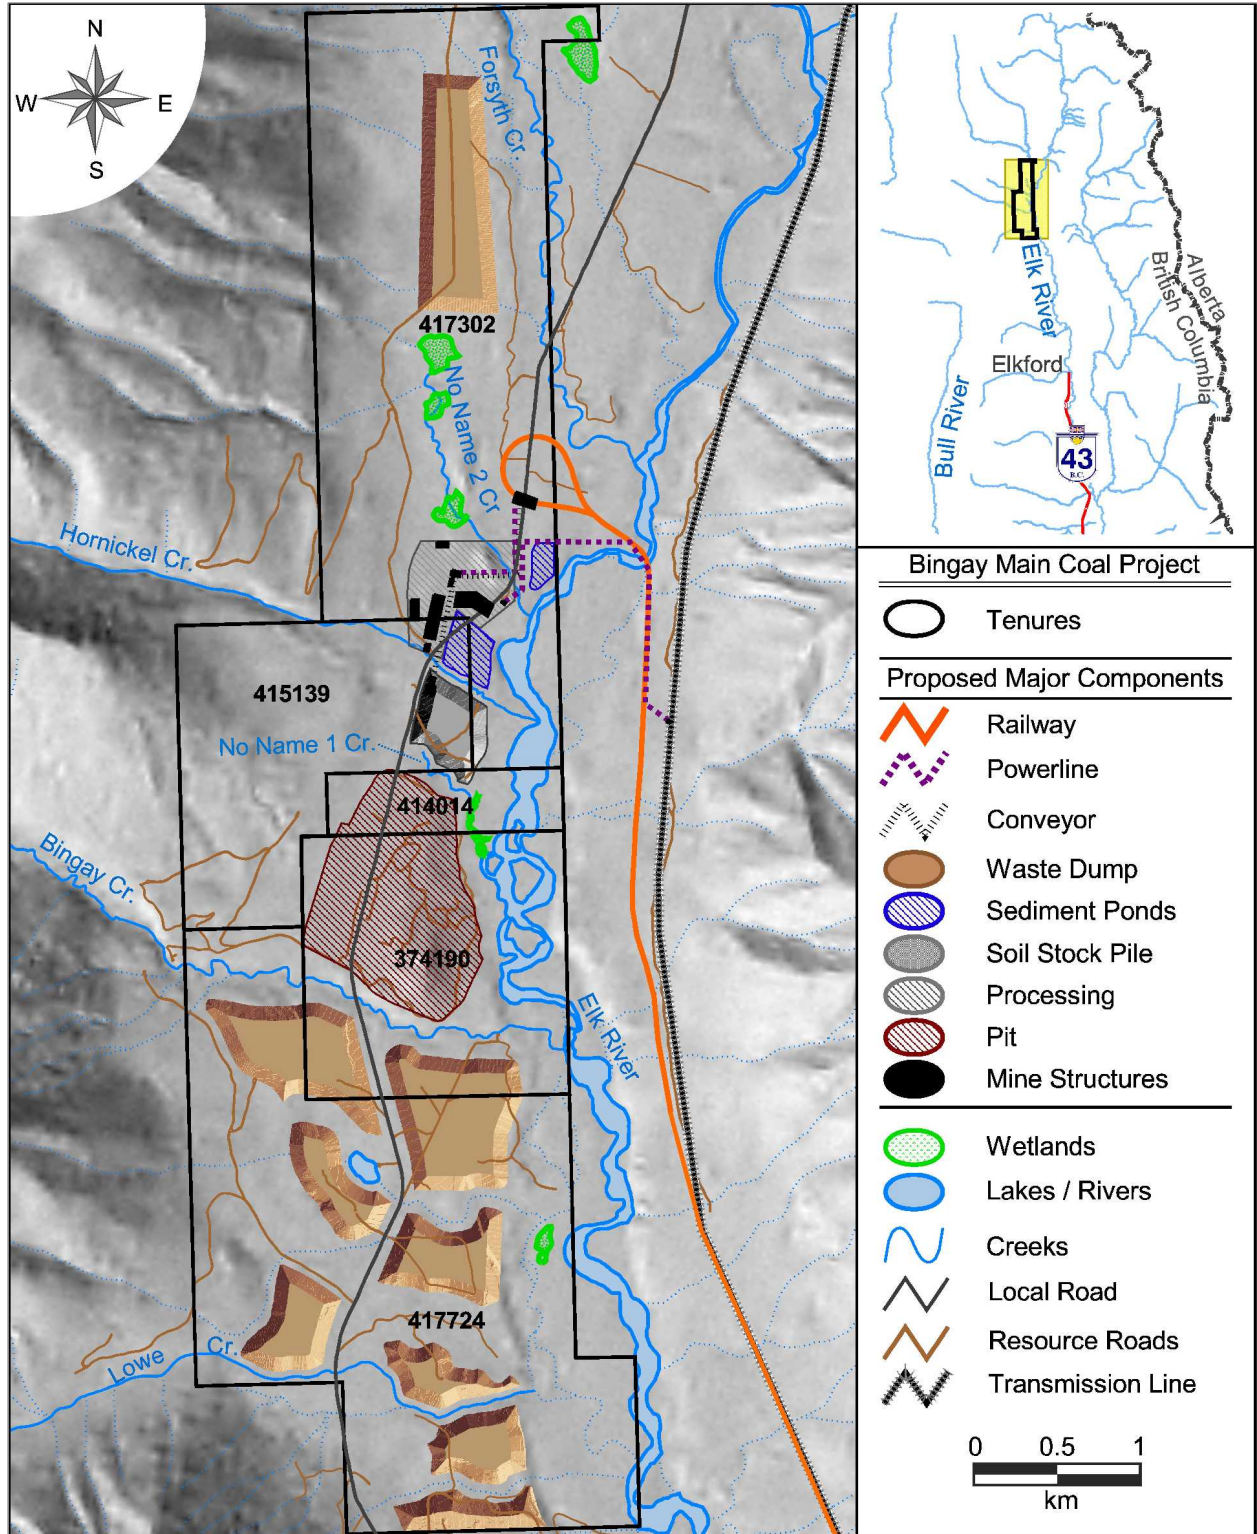 N
W
E
S
Forsyth Cr.
417302
No Name 2 Cr
Hornickel Cr.
415139
No Name 1 Cr.
414014
Bingay Cr.
374190
Elk River
417724
Lowe Cr.
Elk River
Alberta
British Columbia
Elkford
Bull River
43
B.C.
Bingay Main Coal Project
Tenures
Proposed Major Components
Railway
Powerline
Conveyor
Waste Dump
Sediment Ponds
Soil Stock Pile
Processing
Pit
Mine Structures
Wetlands
Lakes / Rivers
Creeks
Local Road
Resource Roads
Transmission Line
0 0.5 1
km